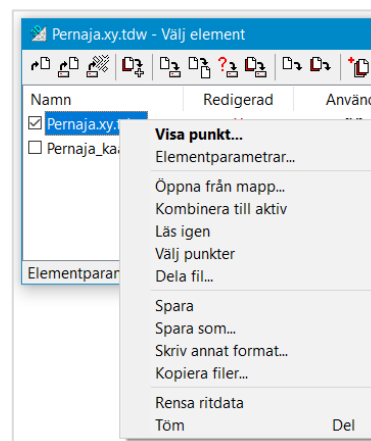 Pernaja.xy.tdw - Välj element
Namn Redigerad Använd
Pernaja.xy.t
Pernaja_ka
Visa punkt...
Elementparametrar...
Öppna från mapp...
Kombinera till aktiv
Läs igen
Välj punkter
Dela fil...
Elementparan
Spara
Spara som...
Skriv annat format...
Kopiera filer...
Rensa ritdata
Töm Del